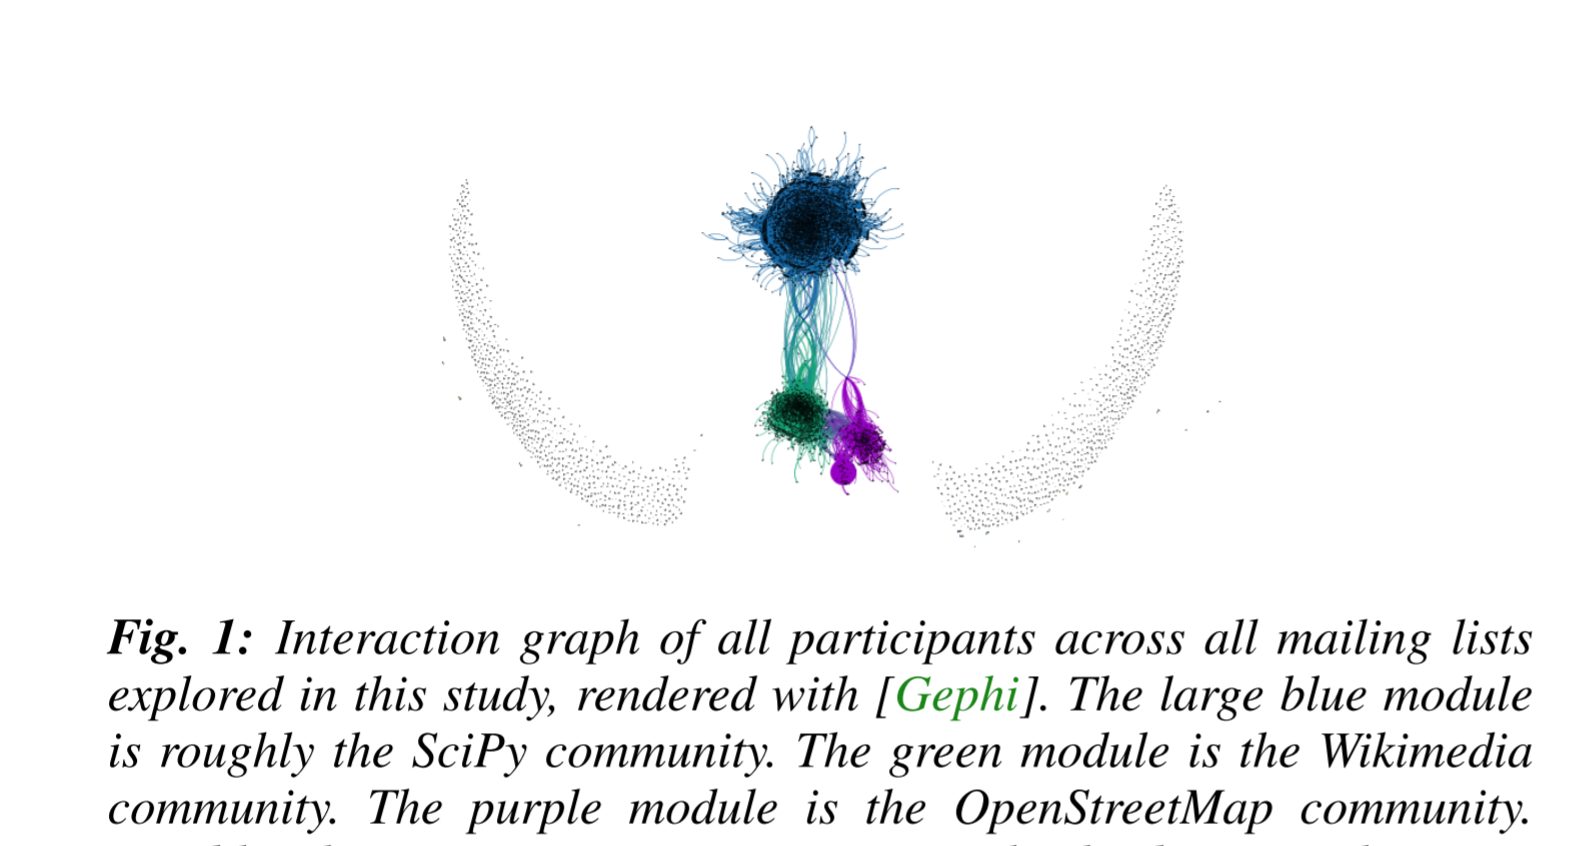 Fig. 1: Interaction graph of all participants across all mailing lists
explored in this study, rendered with [Gephi]. The large blue module
is roughly the SciPy community. The green module is the Wikimedia
community. The purple module is the OpenStreetMap community.